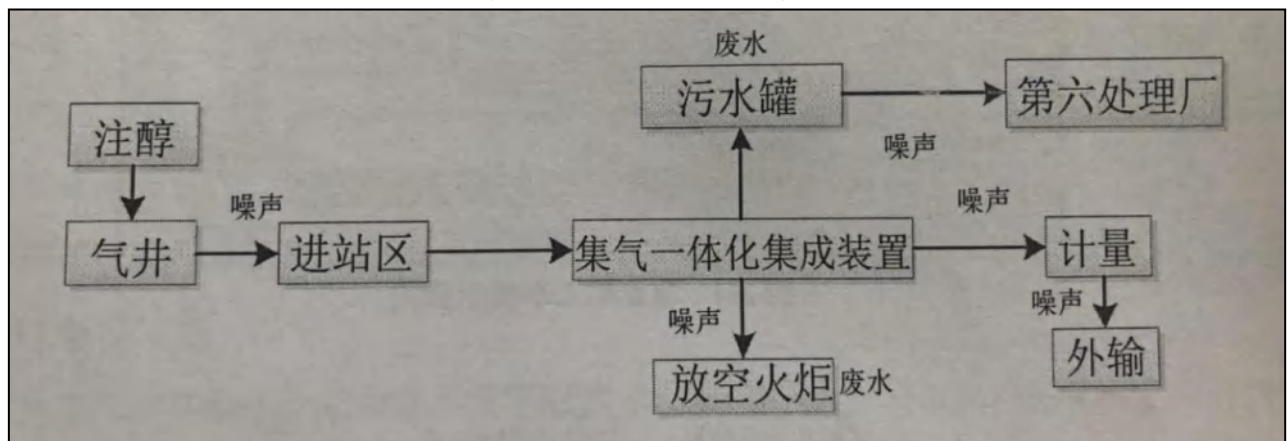 废水
污水罐
第六处理厂
注醇
噪声
噪声
噪声
气井
进站区
集气一体化集成装置
计量
噪声
噪声
外输
放空火炬
废水